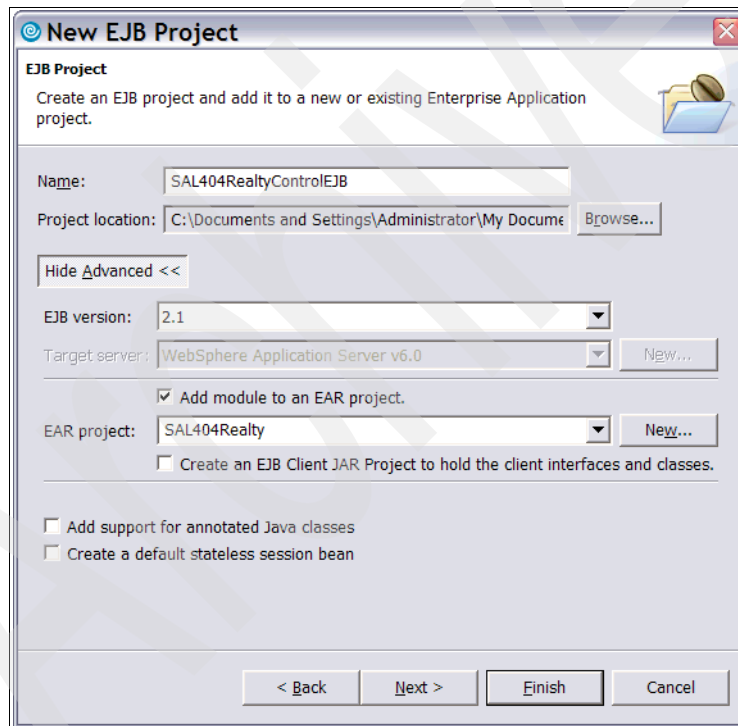 New EJB Project
EJB Project
Create an EJB project and add it to a new or existing Enterprise Application
project.
Name: SAL404RealtyControlEJB
Project location: C:\Documents and Settings\Administrator\My Docume Browse...
Hide Advanced <<
EJB version: 2.1
Target server: WebSphere Application Server v6.0 New...
Add module to an EAR project.
EAR project: SAL404Realty New...
Create an EJB Client JAR Project to hold the client interfaces and classes.
Add support for annotated Java classes
Create a default stateless session bean
< Back Next > Finish Cancel